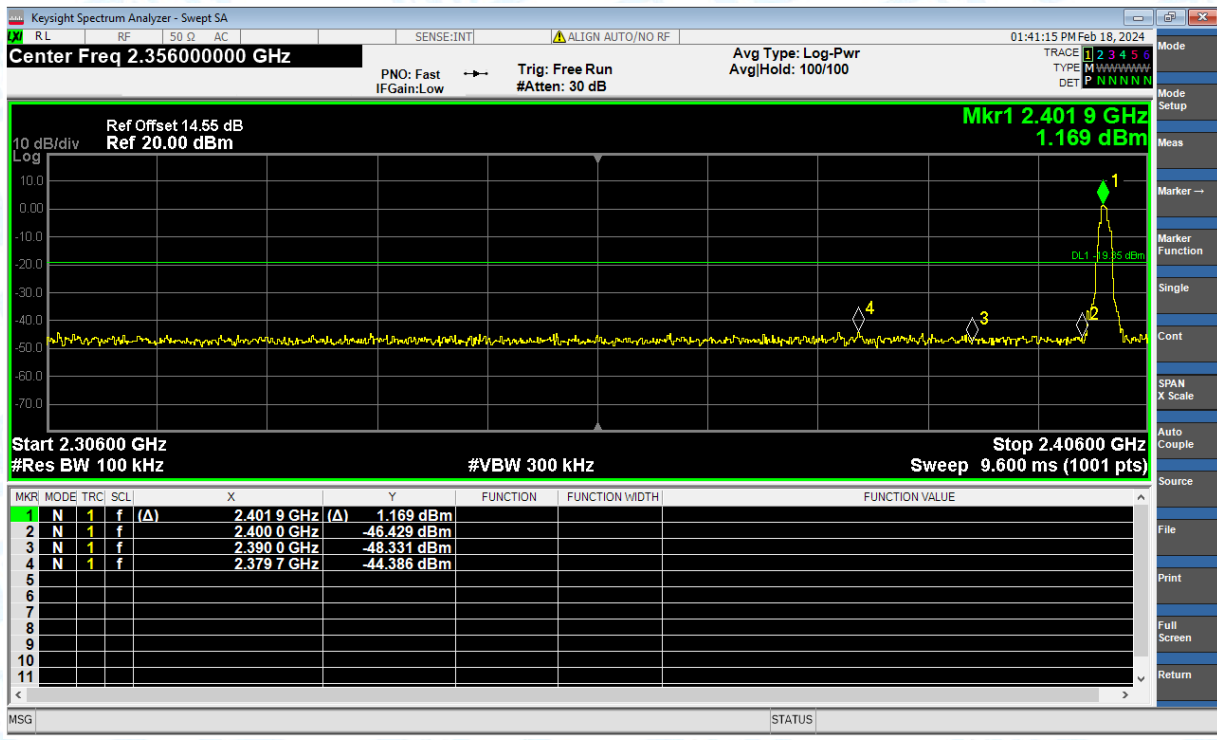 Keysight Spectrum Analyzer - Swept SA
LXI RL RF 50 Ω AC SENSE:INT ALIGN AUTO/NO RF 01:41:15 PM Feb 18, 2024
Center Freq 2.356000000 GHz
PNO: Fast
IFGain:Low
Trig: Free Run
#Atten: 30 dB
Avg Type: Log-Pwr
Avg|Hold: 100/100
TRACE 1 2 3 4 5 6
TYPE M WWWWW
DET P N N N N N
Mkr1 2.401 9 GHz
1.169 dBm
10 dB/div
Log
Ref Offset 14.55 dB
Ref 20.00 dBm
10.0
0.00
-10.0
-20.0
-30.0
-40.0
-50.0
-60.0
-70.0
1
DL1 -19.35 dBm
4
3
2
Start 2.30600 GHz
Stop 2.40600 GHz
#Res BW 100 kHz
#VBW 300 kHz
Sweep 9.600 ms (1001 pts)
MKR MODE TRC SCL X Y FUNCTION FUNCTION WIDTH FUNCTION VALUE
1 N 1 f (Δ) 2.401 9 GHz (Δ) 1.169 dBm
2 N 1 f 2.400 0 GHz -46.429 dBm
3 N 1 f 2.390 0 GHz -48.331 dBm
4 N 1 f 2.379 7 GHz -44.386 dBm
5
6
7
8
9
10
11
MSG
STATUS
Mode
Mode
Setup
Meas
Marker →
Marker
Function
Single
Cont
SPAN
X Scale
Auto
Couple
Source
File
Print
Full
Screen
Return